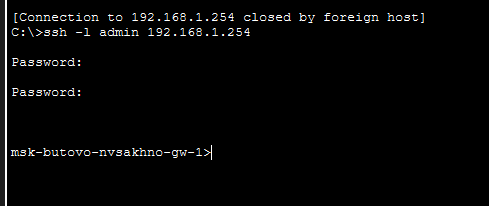 [Connection to 192.168.1.254 closed by foreign host]
C:\>ssh -l admin 192.168.1.254
Password:
Password:
msk-butovo-nvsakhno-gw-1>